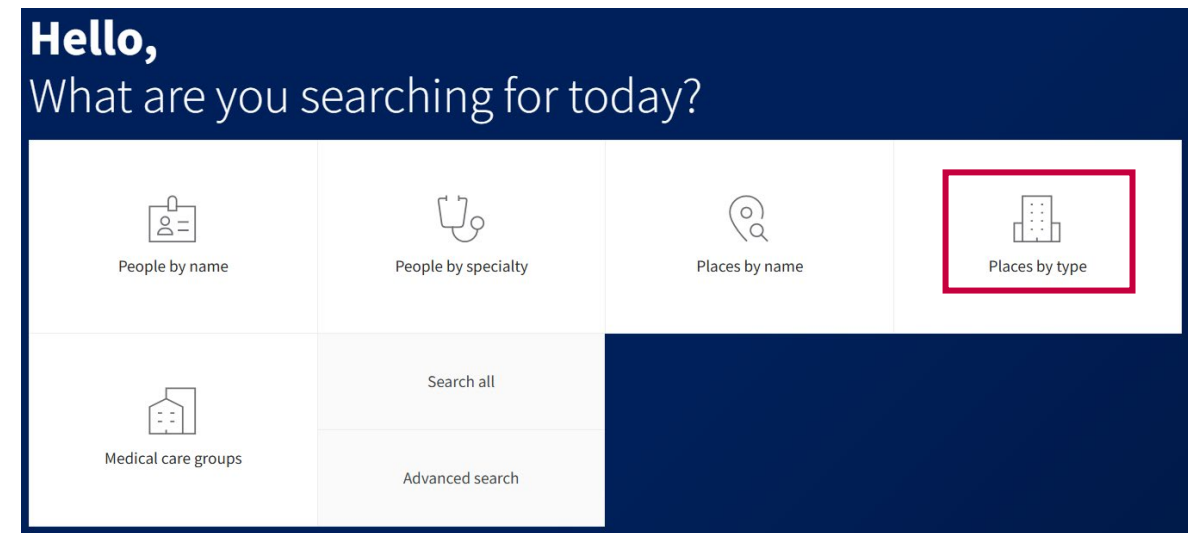 Hello,
What are you searching for today?
People by name
People by specialty
Places by name
Places by type
Medical care groups
Search all
Advanced search